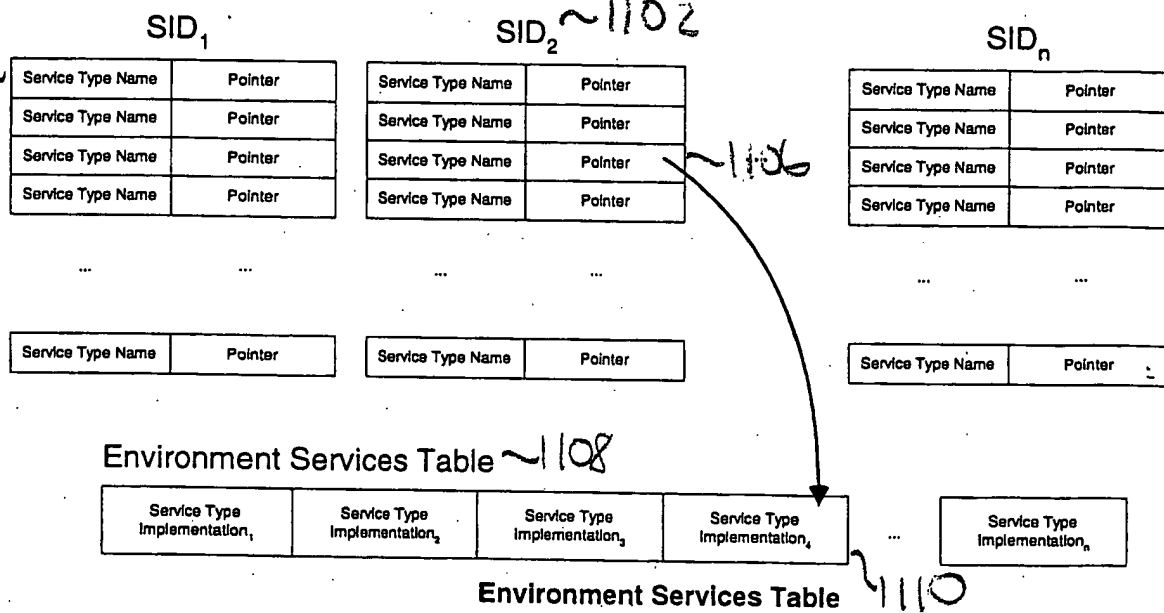 SID1 SID2 ~1102 SIDn
Service Type Name Pointer Service Type Name Pointer Service Type Name Pointer
Service Type Name Pointer Service Type Name Pointer Service Type Name Pointer
Service Type Name Pointer Service Type Name Pointer ~1106 Service Type Name Pointer
Service Type Name Pointer Service Type Name Pointer Service Type Name Pointer
... ... ... ... ... ...
Service Type Name Pointer Service Type Name Pointer Service Type Name Pointer
Environment Services Table ~1108
Service Type Service Type Service Type Service Type Service Type
Implementation1 Implementation2 Implementation3 Implementation4 ... Implementationn
Environment Services Table ~1110